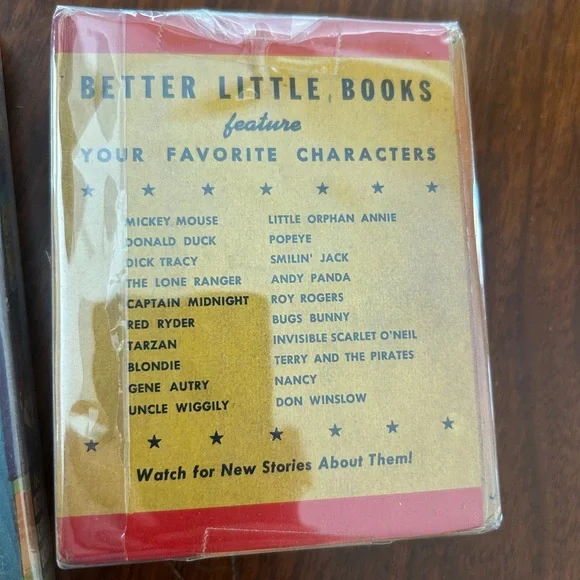 BETTER LITTLE BOOKS
feature
YOUR FAVORITE CHARACTERS
MICKEY MOUSE
DONALD DUCK
DICK TRACY
THE LONE RANGER
CAPTAIN MIDNIGHT
RED RYDER
TARZAN
BLONDIE
GENE AUTRY
UNCLE WIGGILY
LITTLE ORPHAN ANNIE
POPEYE
SMILIN' JACK
ANDY PANDA
ROY ROGERS
BUGS BUNNY
INVISIBLE SCARLET O'NEIL
TERRY AND THE PIRATES
NANCY
DON WINSLOW
Watch for New Stories About Them!